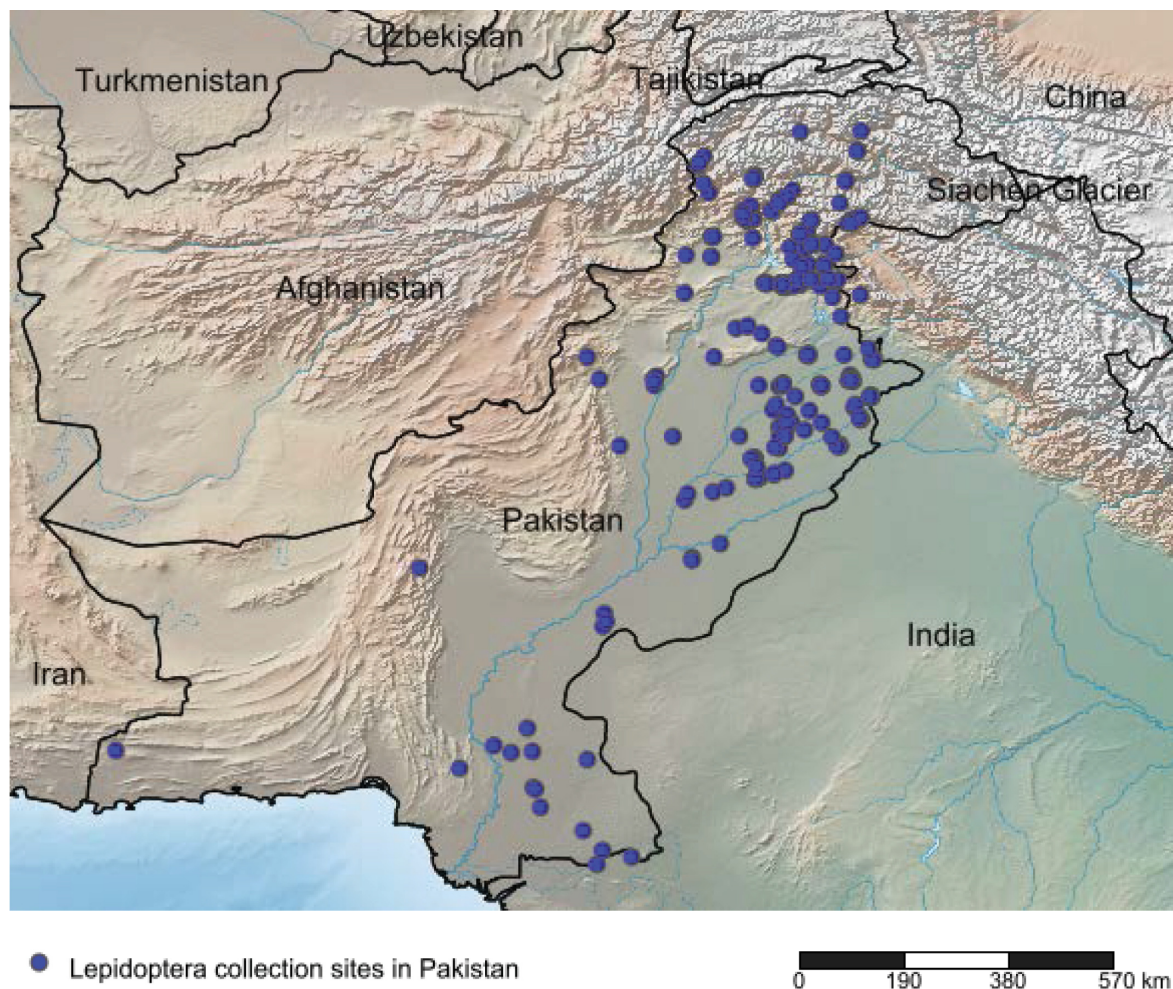 Uzbekistan
Turkmenistan
Tajikistan
China
Siachen Glacier
Afghanistan
Pakistan
India
Iran
Lepidoptera collection sites in Pakistan
0 190 380 570 km